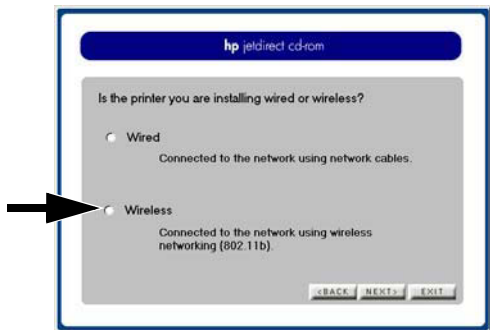 hp jetdirect cd-rom
Is the printer you are installing wired or wireless?
Wired
Connected to the network using network cables.
Wireless
Connected to the network using wireless
networking (802.11b).
<BACK NEXT> EXIT